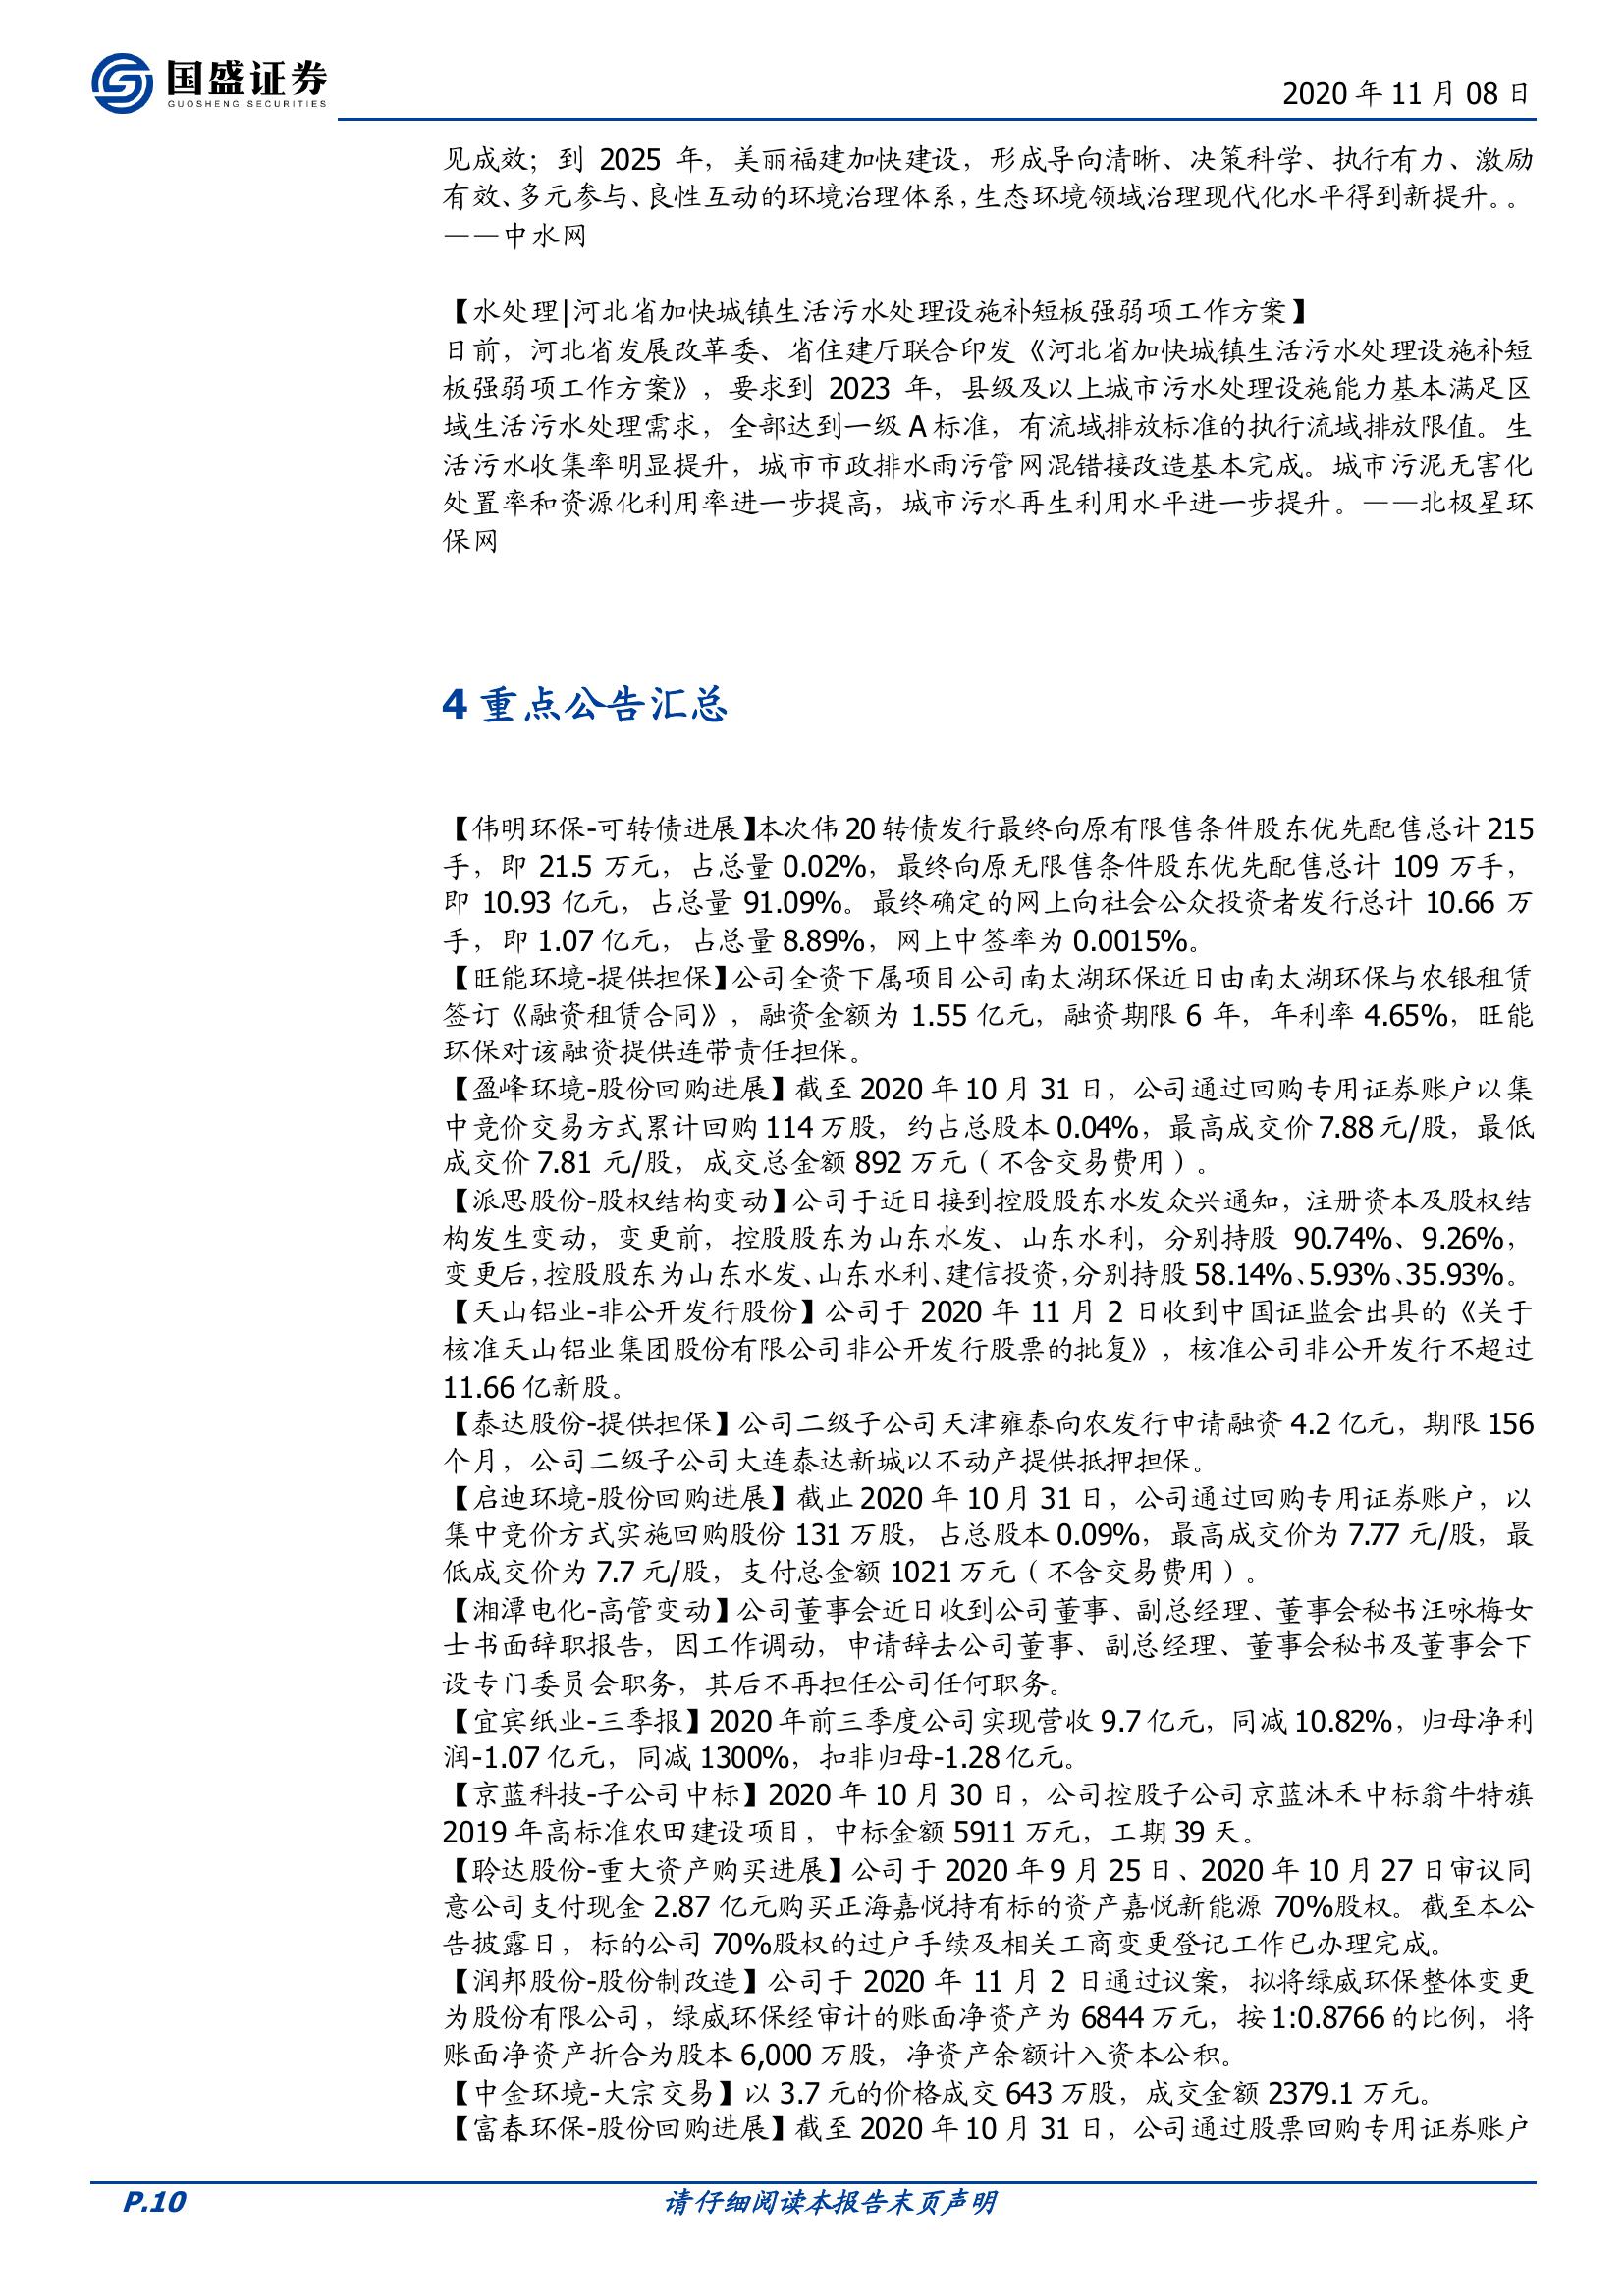 国盛证券
GUOSHENG SECURITIES
2020 年 11 月 08 日
见成效；到 2025 年，美丽福建加快建设，形成导向清晰、决策科学、执行有力、激励
有效、多元参与、良性互动的环境治理体系，生态环境领域治理现代化水平得到新提升。。
——中水网
【水处理|河北省加快城镇生活污水处理设施补短板强弱项工作方案】
日前，河北省发展改革委、省住建厅联合印发《河北省加快城镇生活污水处理设施补短
板强弱项工作方案》，要求到 2023 年，县级及以上城市污水处理设施能力基本满足区
域生活污水处理需求，全部达到一级 A 标准，有流域排放标准的执行流域排放限值。生
活污水收集率明显提升，城市市政排水雨污管网混错接改造基本完成。城市污泥无害化
处置率和资源化利用率进一步提高，城市污水再生利用水平进一步提升。——北极星环
保网
4 重点公告汇总
【伟明环保-可转债进展】本次伟 20 转债发行最终向原有限售条件股东优先配售总计 215
手，即 21.5 万元，占总量 0.02%，最终向原无限售条件股东优先配售总计 109 万手，
即 10.93 亿元，占总量 91.09%。最终确定的网上向社会公众投资者发行总计 10.66 万
手，即 1.07 亿元，占总量 8.89%，网上中签率为 0.0015%。
【旺能环境-提供担保】公司全资下属项目公司南太湖环保近日由南太湖环保与农银租赁
签订《融资租赁合同》，融资金额为 1.55 亿元，融资期限 6 年，年利率 4.65%，旺能
环保对该融资提供连带责任担保。
【盈峰环境-股份回购进展】截至 2020 年 10 月 31 日，公司通过回购专用证券账户以集
中竞价交易方式累计回购 114 万股，约占总股本 0.04%，最高成交价 7.88 元/股，最低
成交价 7.81 元/股，成交总金额 892 万元（不含交易费用）。
【派思股份-股权结构变动】公司于近日接到控股股东水发众兴通知，注册资本及股权结
构发生变动，变更前，控股股东为山东水发、山东水利，分别持股 90.74%、9.26%，
变更后，控股股东为山东水发、山东水利、建信投资，分别持股 58.14%、5.93%、35.93%。
【天山铝业-非公开发行股份】公司于 2020 年 11 月 2 日收到中国证监会出具的《关于
核准天山铝业集团股份有限公司非公开发行股票的批复》，核准公司非公开发行不超过
11.66 亿新股。
【泰达股份-提供担保】公司二级子公司天津雍泰向农发行申请融资 4.2 亿元，期限 156
个月，公司二级子公司大连泰达新城以不动产提供抵押担保。
【启迪环境-股份回购进展】截止 2020 年 10 月 31 日，公司通过回购专用证券账户，以
集中竞价方式实施回购股份 131 万股，占总股本 0.09%，最高成交价为 7.77 元/股，最
低成交价为 7.7 元/股，支付总金额 1021 万元（不含交易费用）。
【湘潭电化-高管变动】公司董事会近日收到公司董事、副总经理、董事会秘书汪咏梅女
士书面辞职报告，因工作调动，申请辞去公司董事、副总经理、董事会秘书及董事会下
设专门委员会职务，其后不再担任公司任何职务。
【宜宾纸业-三季报】2020 年前三季度公司实现营收 9.7 亿元，同减 10.82%，归母净利
润-1.07 亿元，同减 1300%，扣非归母-1.28 亿元。
【京蓝科技-子公司中标】2020 年 10 月 30 日，公司控股子公司京蓝沐禾中标翁牛特旗
2019 年高标准农田建设项目，中标金额 5911 万元，工期 39 天。
【聆达股份-重大资产购买进展】公司于 2020 年 9 月 25 日、2020 年 10 月 27 日审议同
意公司支付现金 2.87 亿元购买正海嘉悦持有标的资产嘉悦新能源 70%股权。截至本公
告披露日，标的公司 70%股权的过户手续及相关工商变更登记工作已办理完成。
【润邦股份-股份制改造】公司于 2020 年 11 月 2 日通过议案，拟将绿威环保整体变更
为股份有限公司，绿威环保经审计的账面净资产为 6844 万元，按 1:0.8766 的比例，将
账面净资产折合为股本 6,000 万股，净资产余额计入资本公积。
【中金环境-大宗交易】以 3.7 元的价格成交 643 万股，成交金额 2379.1 万元。
【富春环保-股份回购进展】截至 2020 年 10 月 31 日，公司通过股票回购专用证券账户
P.10
请仔细阅读本报告末页声明